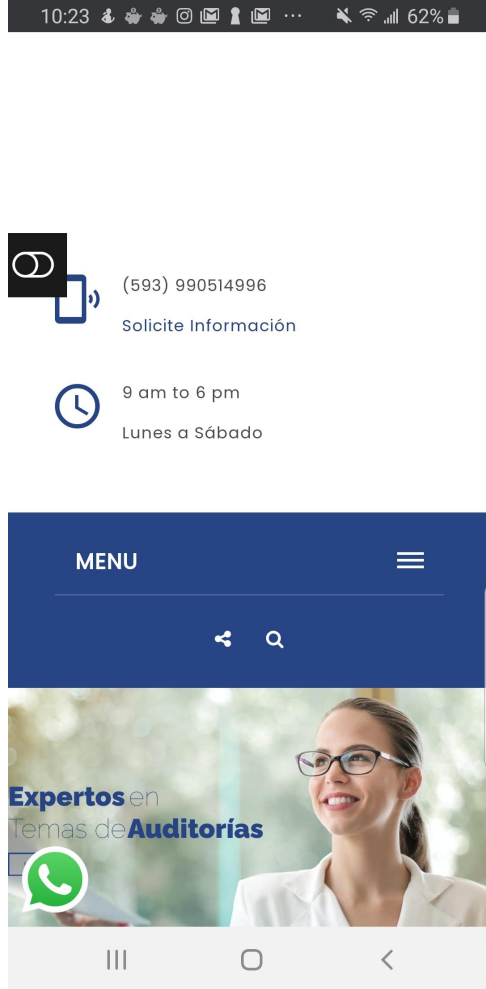 10:23
62%
(593) 990514996
Solicite Información
9 am to 6 pm
Lunes a Sábado
MENU
Expertos en
Temas de Auditorías